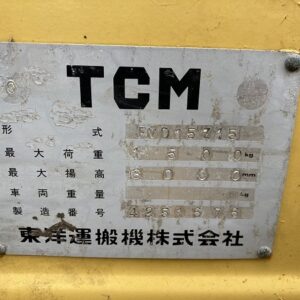 TCM
形式
最大荷重 1500kg
最大揚高 3000mm
車両重量 kg
製造番号
東洋運搬機株式会社